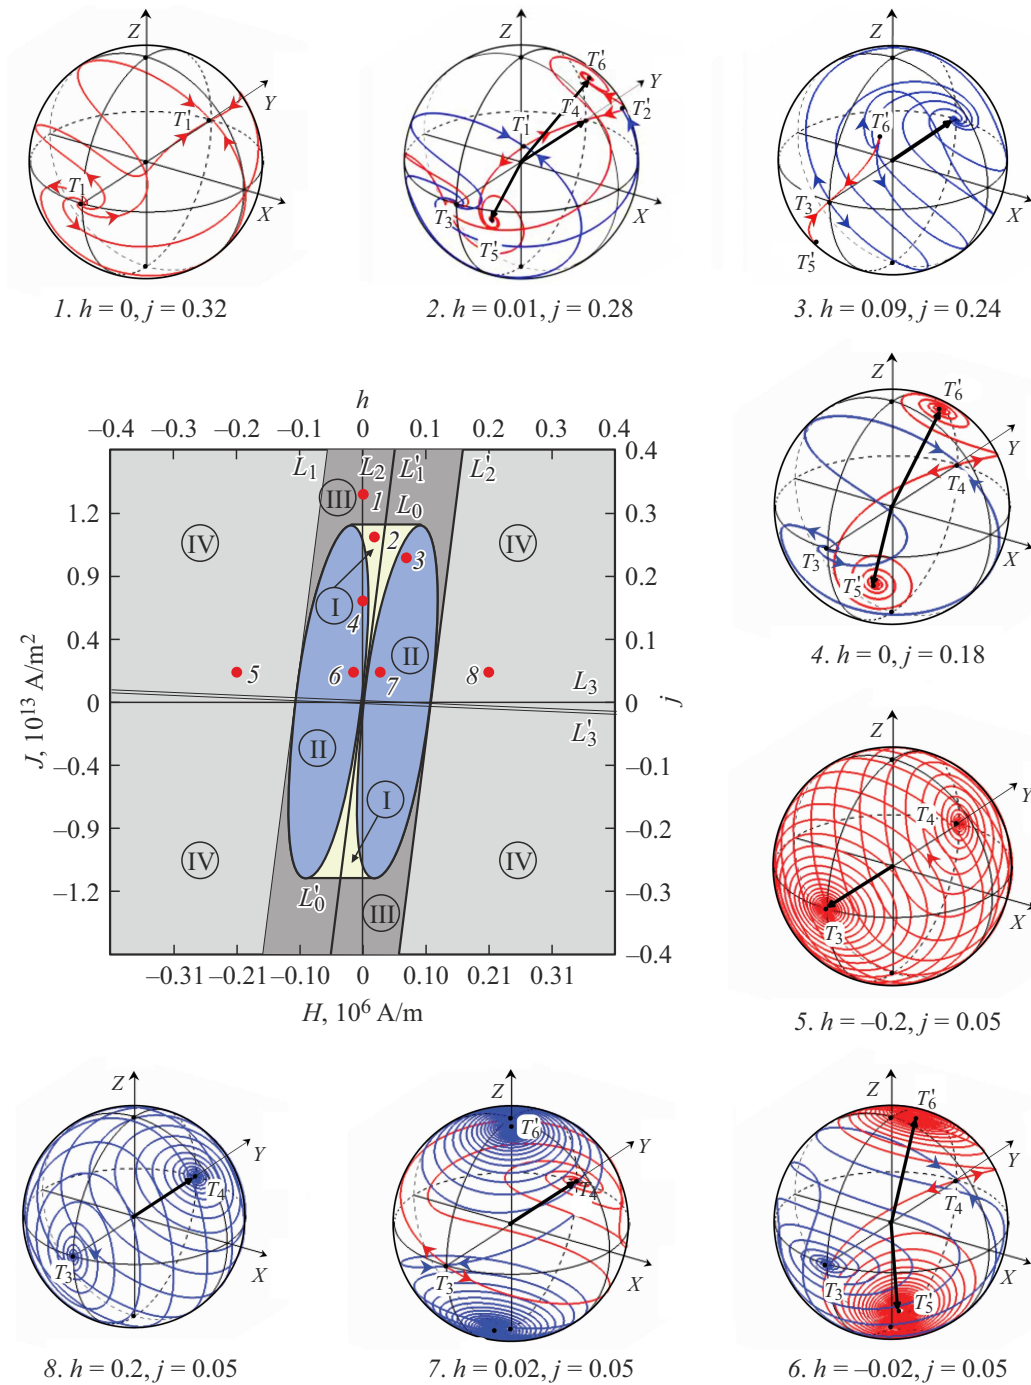 Z
Y
X
T'1
T1
1. h = 0, j = 0.32
Z
T'6
Y
T4
T'2
T'1
T3
T'5
X
2. h = 0.01, j = 0.28
Z
Y
T'6
T3
T'5
X
3. h = 0.09, j = 0.24
h
–0.4 –0.3 –0.2 –0.1 0 0.1 0.2 0.3 0.4
L1 L2 L'1 L'2
III 1 L0
1.2 0.3
IV 2 IV
3
0.9 0.2
I
4
0.4 0.1
II
5 6 7 8
L3
0 0
L'3
II
–0.4 –0.1
I
–0.9 –0.2
IV IV
–1.2 –0.3
L'0 III
–0.4
–0.31 –0.21 –0.10 0 0.10 0.21 0.31
H, 10^6 A/m
J, 10^13 A/m^2
j
Z
T'6
Y
T4
T3
T'5
X
4. h = 0, j = 0.18
Z
Y
T4
T3
X
5. h = –0.2, j = 0.05
Z
Y
T4
T3
X
8. h = 0.2, j = 0.05
Z
T'6
Y
T4
T3
X
7. h = 0.02, j = 0.05
Z
T'6
Y
T4
T3
X
T'5
6. h = –0.02, j = 0.05